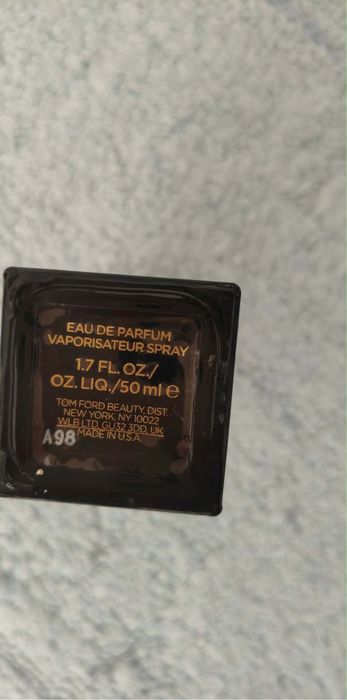 EAU DE PARFUM
VAPORISATEUR SPRAY
1.7 FL. OZ./
OZ. LIQ./50 ml e
TOM FORD BEAUTY, DIST.
NEW YORK, NY 10022
WLB LTD, GU32 3DD, UK
MADE IN U.S.A.
A98